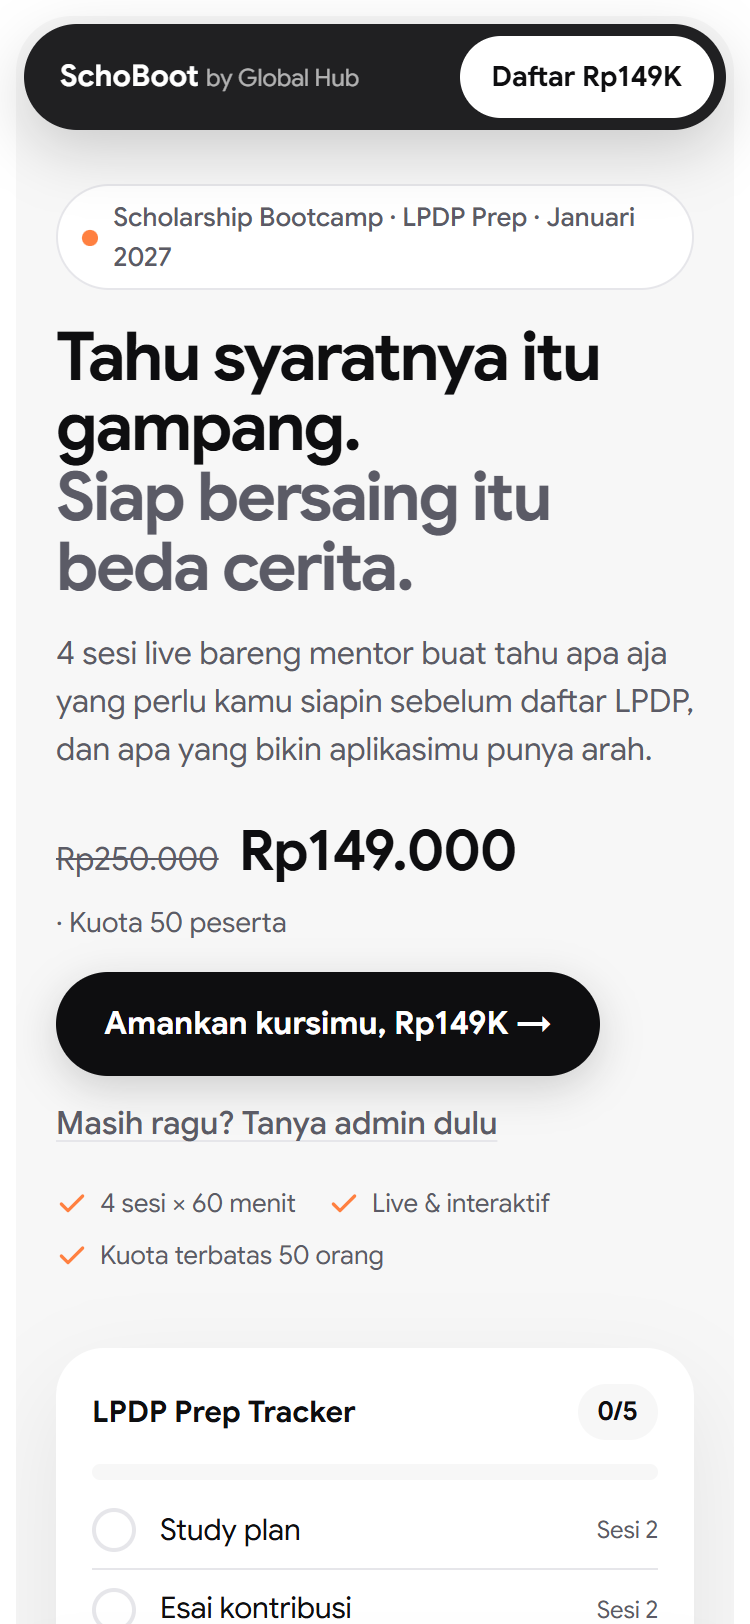 SchoBoot by Global Hub
Daftar Rp149K
Scholarship Bootcamp · LPDP Prep · Januari
2027
Tahu syaratnya itu
gampang.
Siap bersaing itu
beda cerita.
4 sesi live bareng mentor buat tahu apa aja
yang perlu kamu siapin sebelum daftar LPDP,
dan apa yang bikin aplikasimu punya arah.
Rp250.000 Rp149.000
· Kuota 50 peserta
Amankan kursimu, Rp149K →
Masih ragu? Tanya admin dulu
4 sesi × 60 menit
Live & interaktif
Kuota terbatas 50 orang
LPDP Prep Tracker
0/5
Study plan
Sesi 2
Esai kontribusi
Sesi 2